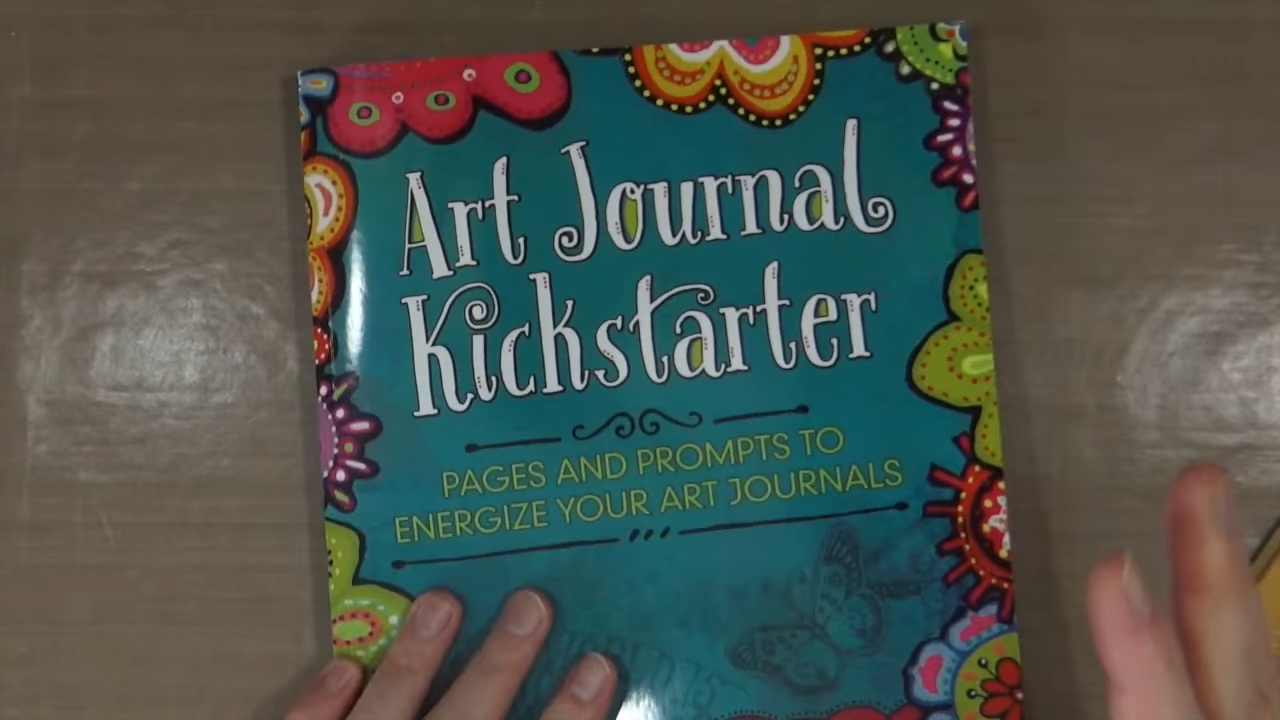 Art Journal
Kickstarter
PAGES AND PROMPTS TO
ENERGIZE YOUR ART JOURNALS